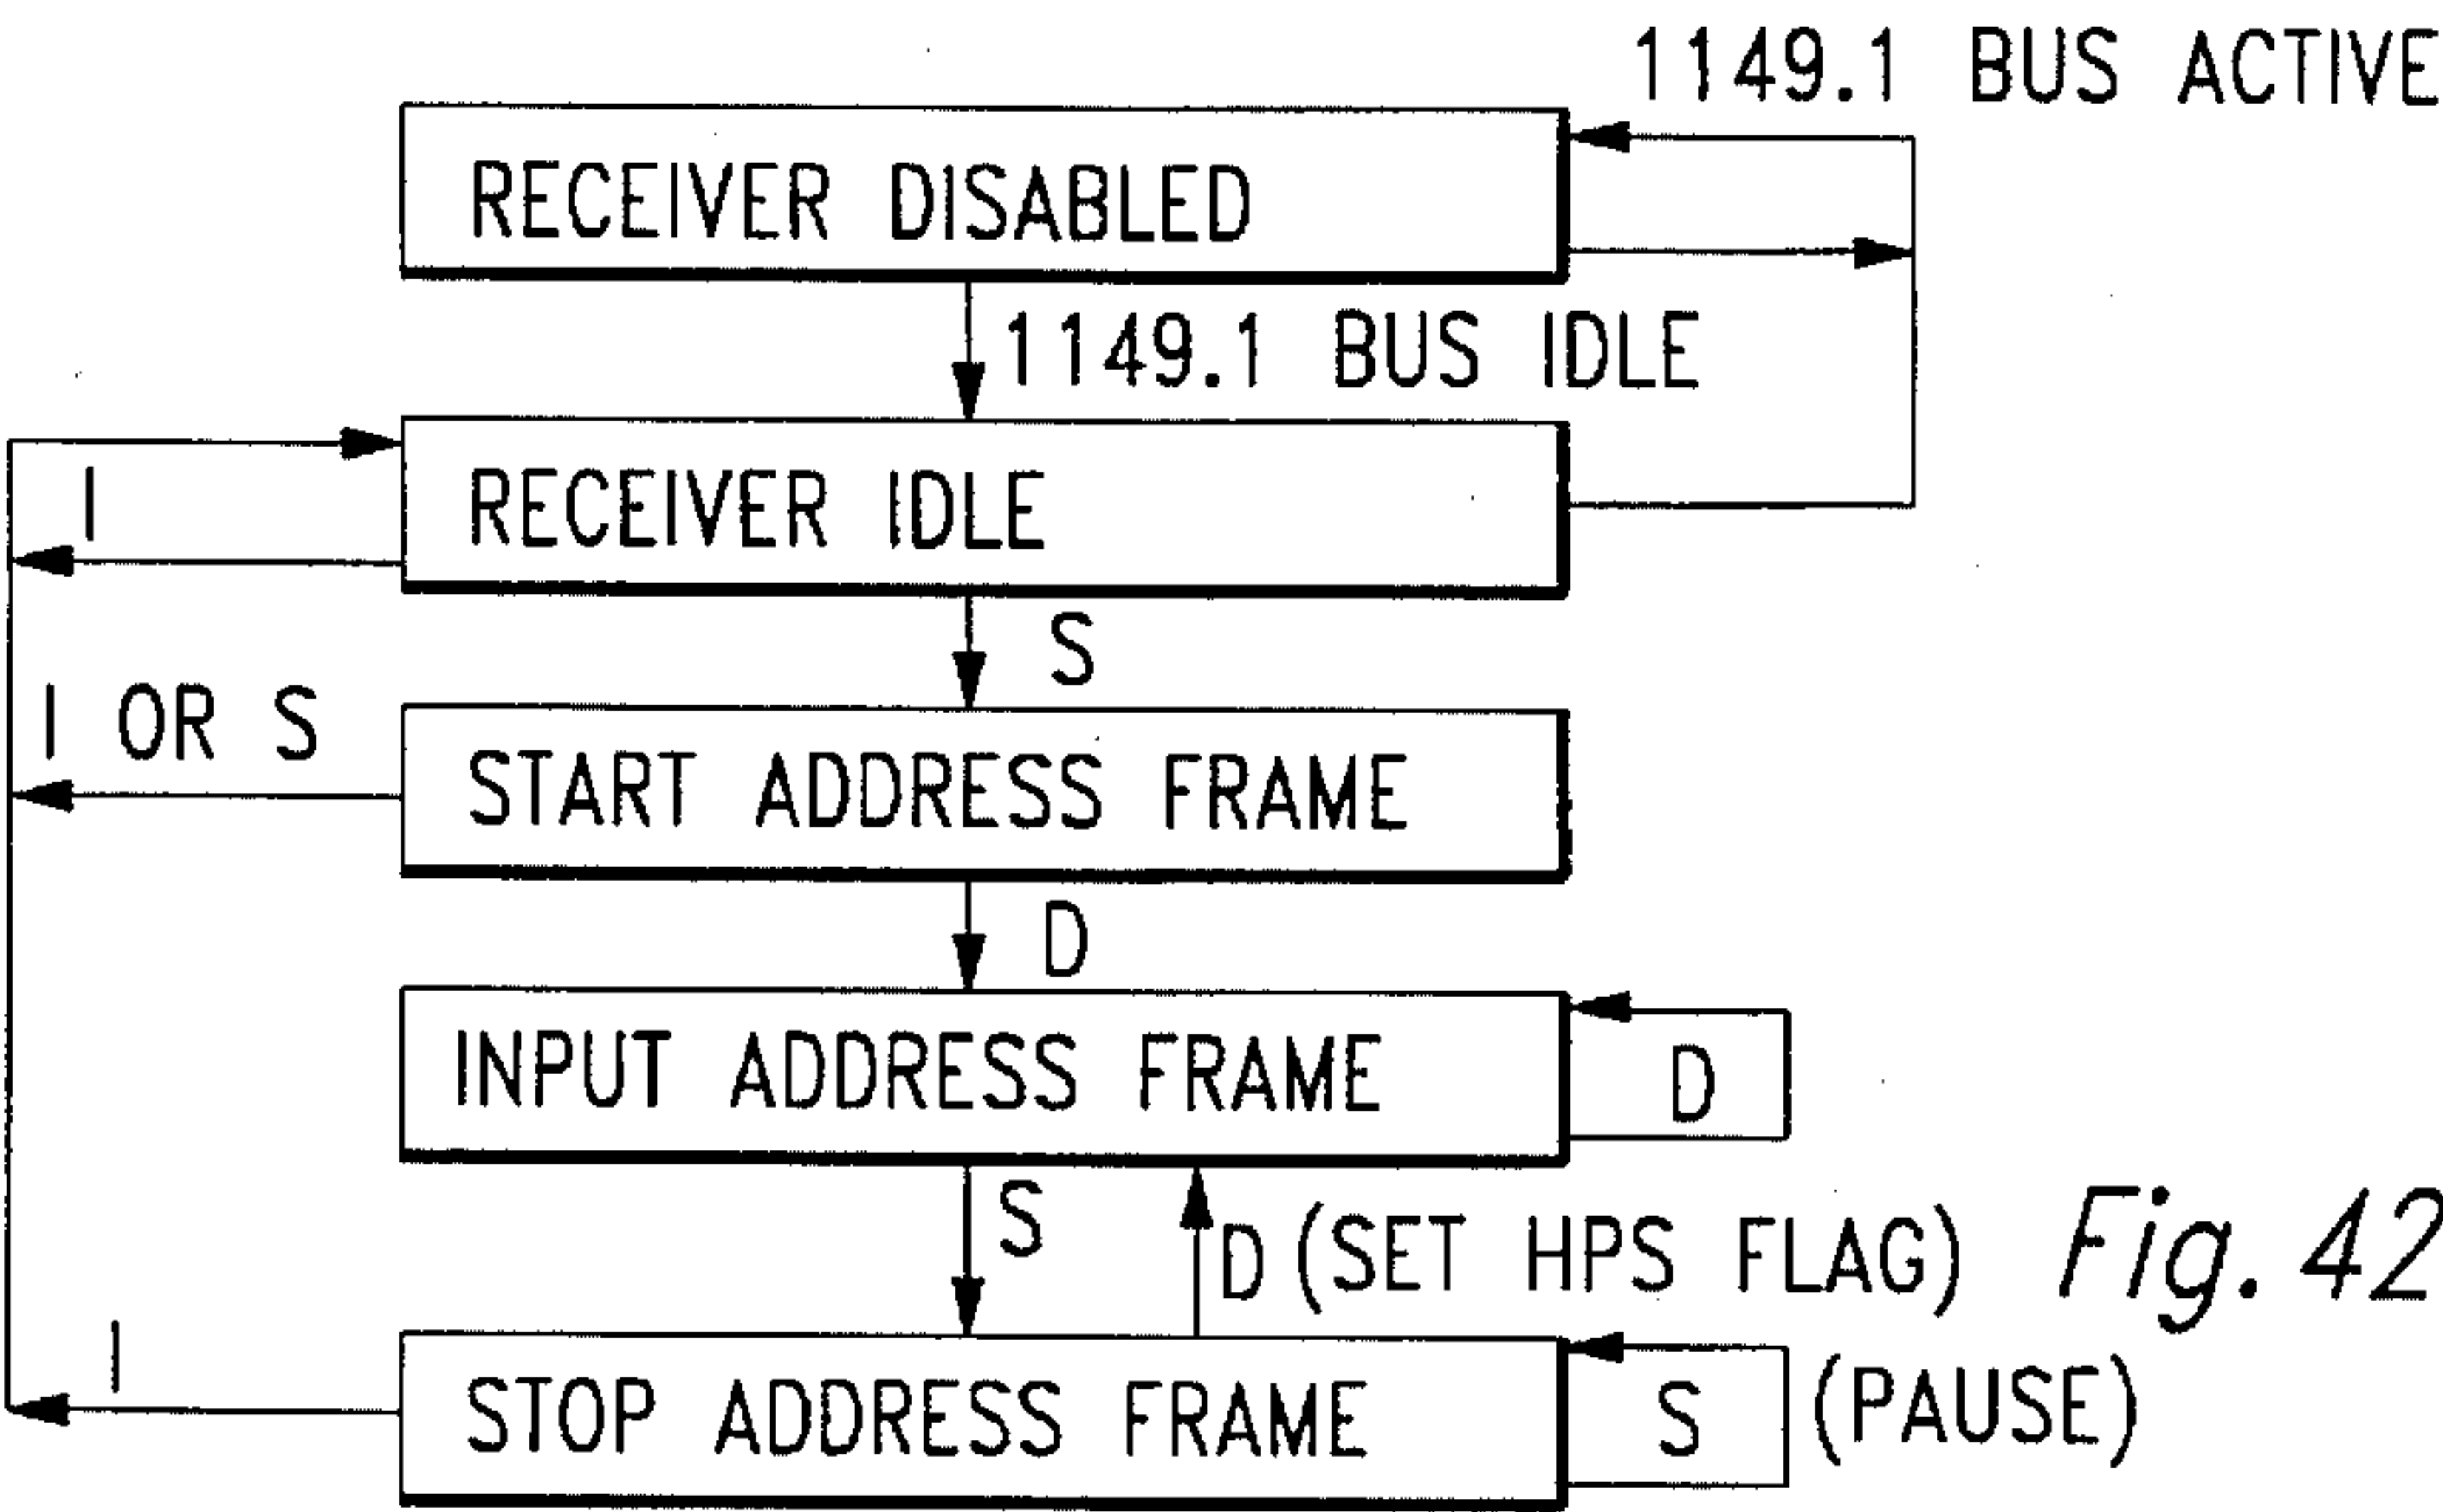 1149.1 BUS ACTIVE
RECEIVER DISABLED
1149.1 BUS IDLE
I
RECEIVER IDLE
S
I OR S
START ADDRESS FRAME
D
INPUT ADDRESS FRAME
D
S
D (SET HPS FLAG)
Fig. 42
I
STOP ADDRESS FRAME
S
(PAUSE)